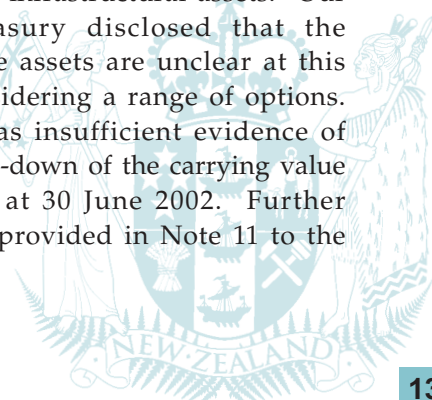 infrastructural assets. Our
asury disclosed that the
e assets are unclear at this
idering a range of options.
as insufficient evidence of
-down of the carrying value
at 30 June 2002. Further
provided in Note 11 to the
NEW·ZEALAND
13